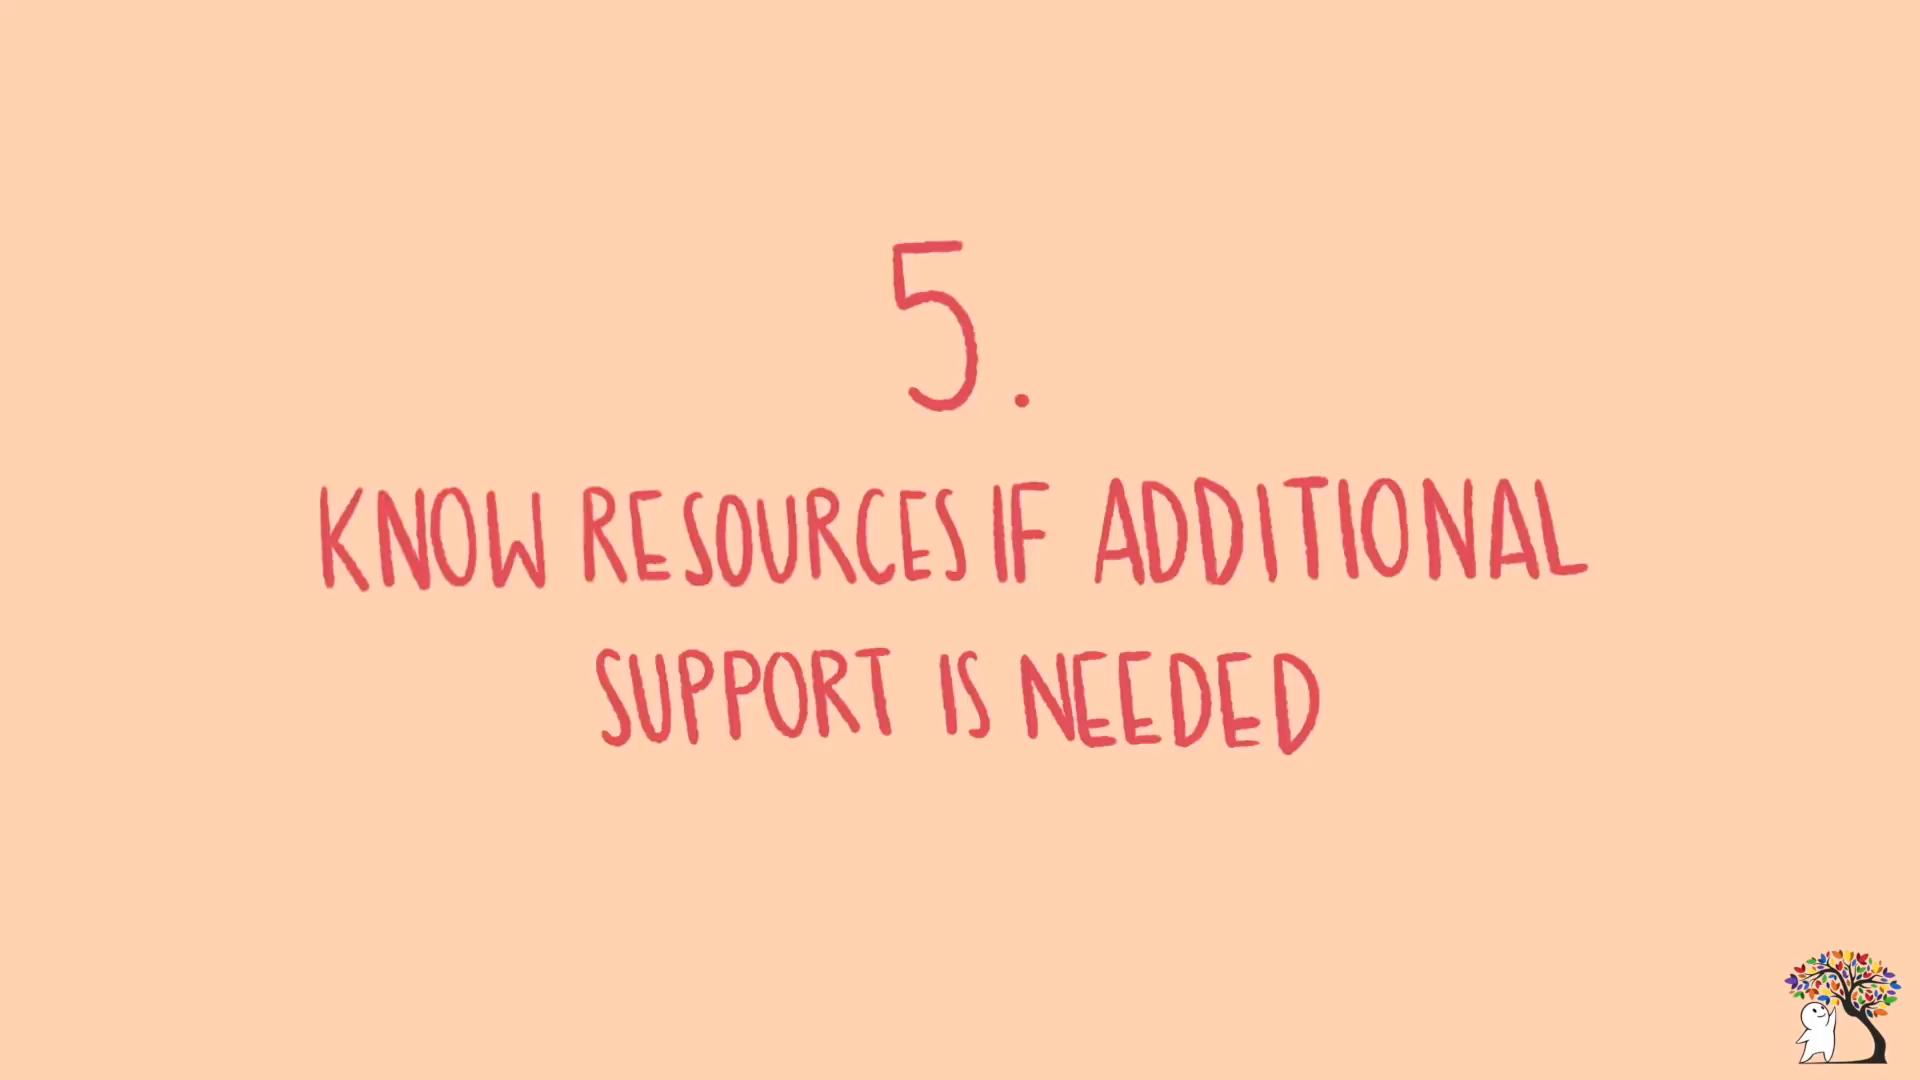 5.
KNOW RESOURCES IF ADDITIONAL
SUPPORT IS NEEDED